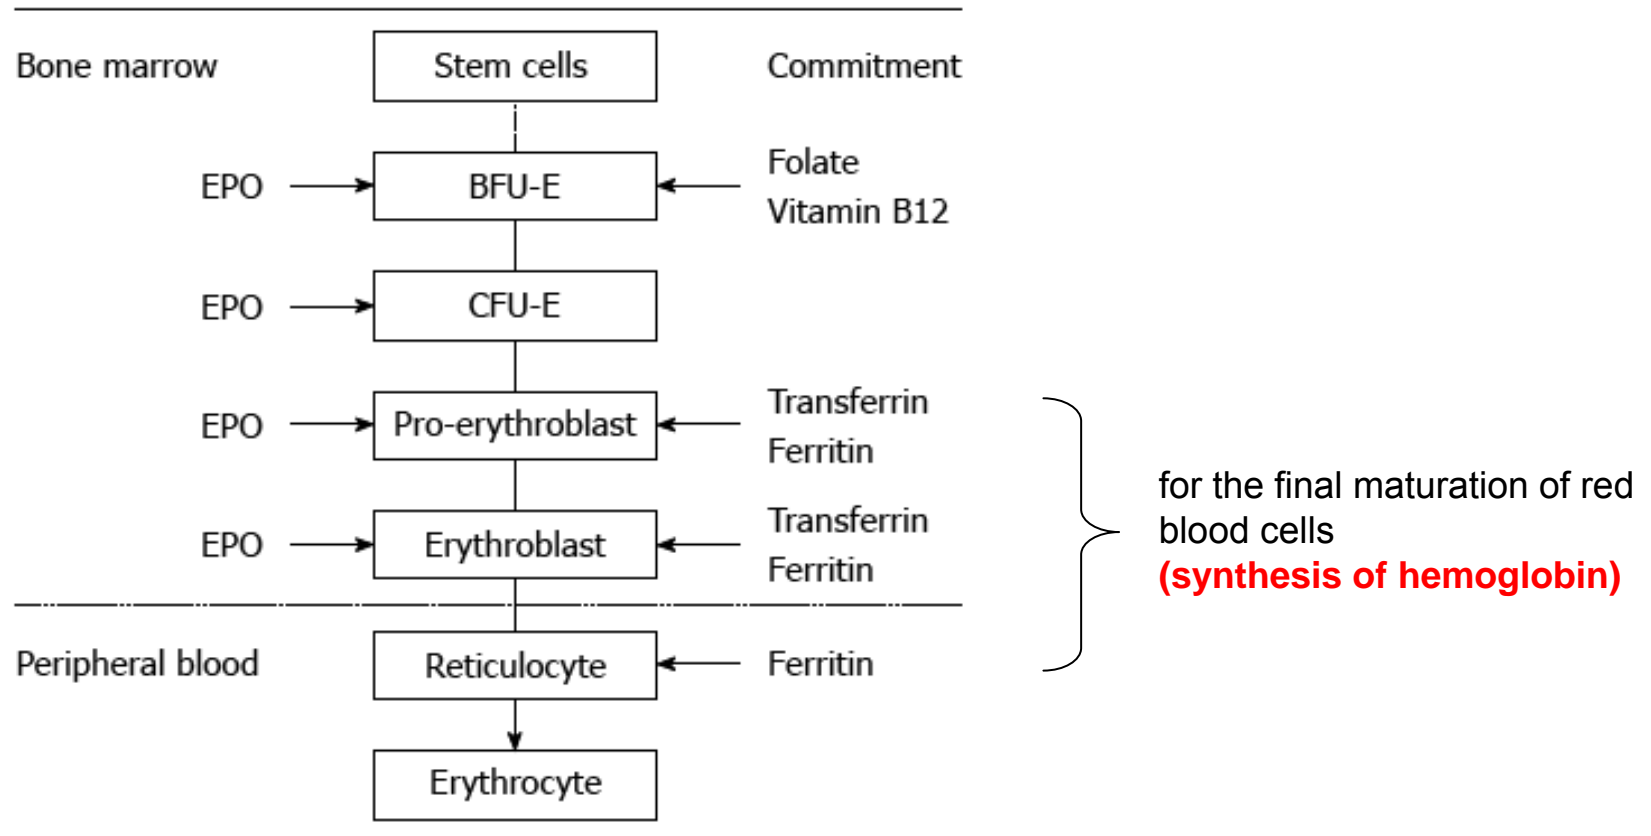 Bone marrow
Stem cells
Commitment
EPO
BFU-E
Folate
Vitamin B12
EPO
CFU-E
EPO
Pro-erythroblast
Transferrin
Ferritin
EPO
Erythroblast
Transferrin
Ferritin
for the final maturation of red
blood cells
(synthesis of hemoglobin)
Peripheral blood
Reticulocyte
Ferritin
Erythrocyte